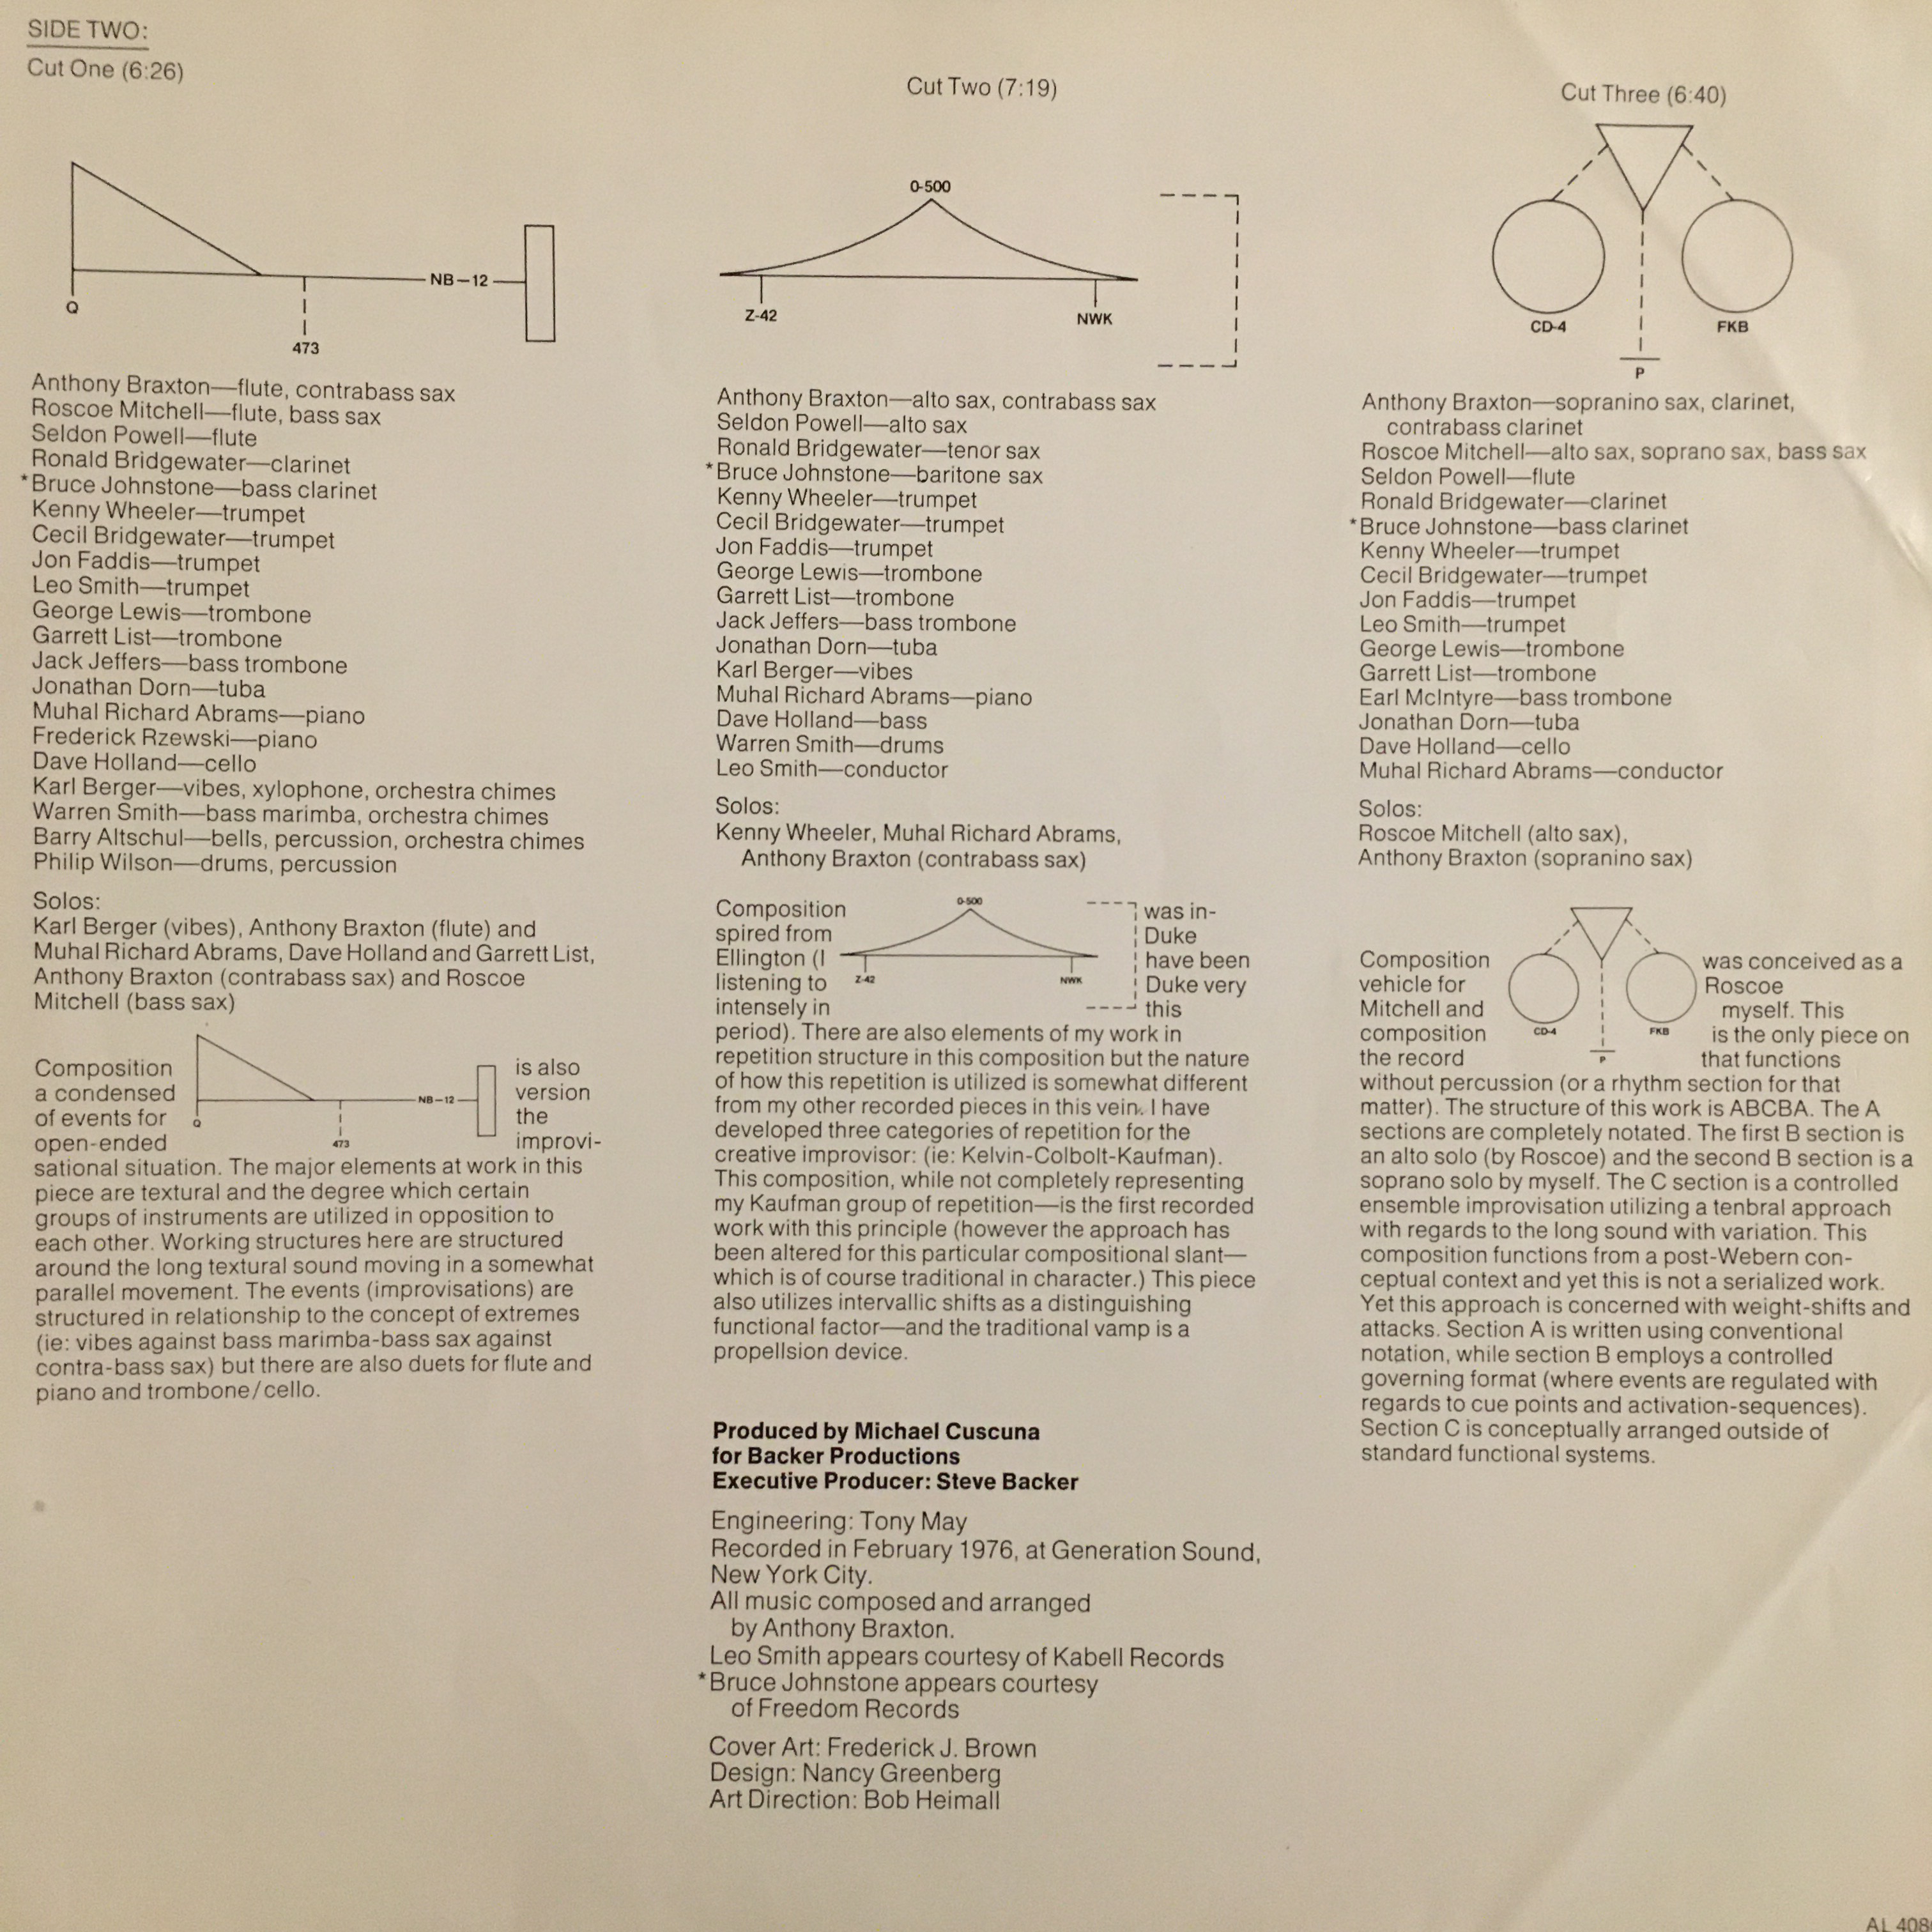 SIDE TWO:
Cut One (6:26)
Q
473
NB—12
Anthony Braxton—flute, contrabass sax
Roscoe Mitchell—flute, bass sax
Seldon Powell—flute
Ronald Bridgewater—clarinet
*Bruce Johnstone—bass clarinet
Kenny Wheeler—trumpet
Cecil Bridgewater—trumpet
Jon Faddis—trumpet
Leo Smith—trumpet
George Lewis—trombone
Garrett List—trombone
Jack Jeffers—bass trombone
Jonathan Dorn—tuba
Muhal Richard Abrams—piano
Frederick Rzewski—piano
Dave Holland—cello
Karl Berger—vibes, xylophone, orchestra chimes
Warren Smith—bass marimba, orchestra chimes
Barry Altschul—bells, percussion, orchestra chimes
Philip Wilson—drums, percussion
Solos:
Karl Berger (vibes), Anthony Braxton (flute) and
Muhal Richard Abrams, Dave Holland and Garrett List,
Anthony Braxton (contrabass sax) and Roscoe
Mitchell (bass sax)
Q
473
NB—12
Composition is also
a condensed version
of events for the
open-ended improvi-
sational situation. The major elements at work in this
piece are textural and the degree which certain
groups of instruments are utilized in opposition to
each other. Working structures here are structured
around the long textural sound moving in a somewhat
parallel movement. The events (improvisations) are
structured in relationship to the concept of extremes
(ie: vibes against bass marimba-bass sax against
contra-bass sax) but there are also duets for flute and
piano and trombone/cello.
Cut Two (7:19)
0-500
Z-42
NWK
Anthony Braxton—alto sax, contrabass sax
Seldon Powell—alto sax
Ronald Bridgewater—tenor sax
*Bruce Johnstone—baritone sax
Kenny Wheeler—trumpet
Cecil Bridgewater—trumpet
Jon Faddis—trumpet
George Lewis—trombone
Garrett List—trombone
Jack Jeffers—bass trombone
Jonathan Dorn—tuba
Karl Berger—vibes
Muhal Richard Abrams—piano
Dave Holland—bass
Warren Smith—drums
Leo Smith—conductor
Solos:
Kenny Wheeler, Muhal Richard Abrams,
Anthony Braxton (contrabass sax)
0-500
Z-42
NWK
Composition was in-
spired from Duke
Ellington (I have been
listening to Duke very
intensely in this
period). There are also elements of my work in
repetition structure in this composition but the nature
of how this repetition is utilized is somewhat different
from my other recorded pieces in this vein. I have
developed three categories of repetition for the
creative improvisor: (ie: Kelvin-Colbolt-Kaufman).
This composition, while not completely representing
my Kaufman group of repetition—is the first recorded
work with this principle (however the approach has
been altered for this particular compositional slant—
which is of course traditional in character.) This piece
also utilizes intervallic shifts as a distinguishing
functional factor—and the traditional vamp is a
propellsion device.
Produced by Michael Cuscuna
for Backer Productions
Executive Producer: Steve Backer
Engineering: Tony May
Recorded in February 1976, at Generation Sound,
New York City.
All music composed and arranged
by Anthony Braxton.
Leo Smith appears courtesy of Kabell Records
*Bruce Johnstone appears courtesy
of Freedom Records
Cover Art: Frederick J. Brown
Design: Nancy Greenberg
Art Direction: Bob Heimall
Cut Three (6:40)
CD-4
FKB
P
Anthony Braxton—sopranino sax, clarinet,
contrabass clarinet
Roscoe Mitchell—alto sax, soprano sax, bass sax
Seldon Powell—flute
Ronald Bridgewater—clarinet
*Bruce Johnstone—bass clarinet
Kenny Wheeler—trumpet
Cecil Bridgewater—trumpet
Jon Faddis—trumpet
Leo Smith—trumpet
George Lewis—trombone
Garrett List—trombone
Earl McIntyre—bass trombone
Jonathan Dorn—tuba
Dave Holland—cello
Muhal Richard Abrams—conductor
Solos:
Roscoe Mitchell (alto sax),
Anthony Braxton (sopranino sax)
CD-4
FKB
P
Composition was conceived as a
vehicle for Roscoe
Mitchell and myself. This
composition is the only piece on
the record that functions
without percussion (or a rhythm section for that
matter). The structure of this work is ABCBA. The A
sections are completely notated. The first B section is
an alto solo (by Roscoe) and the second B section is a
soprano solo by myself. The C section is a controlled
ensemble improvisation utilizing a tenbral approach
with regards to the long sound with variation. This
composition functions from a post-Webern con-
ceptual context and yet this is not a serialized work.
Yet this approach is concerned with weight-shifts and
attacks. Section A is written using conventional
notation, while section B employs a controlled
governing format (where events are regulated with
regards to cue points and activation-sequences).
Section C is conceptually arranged outside of
standard functional systems.
AL